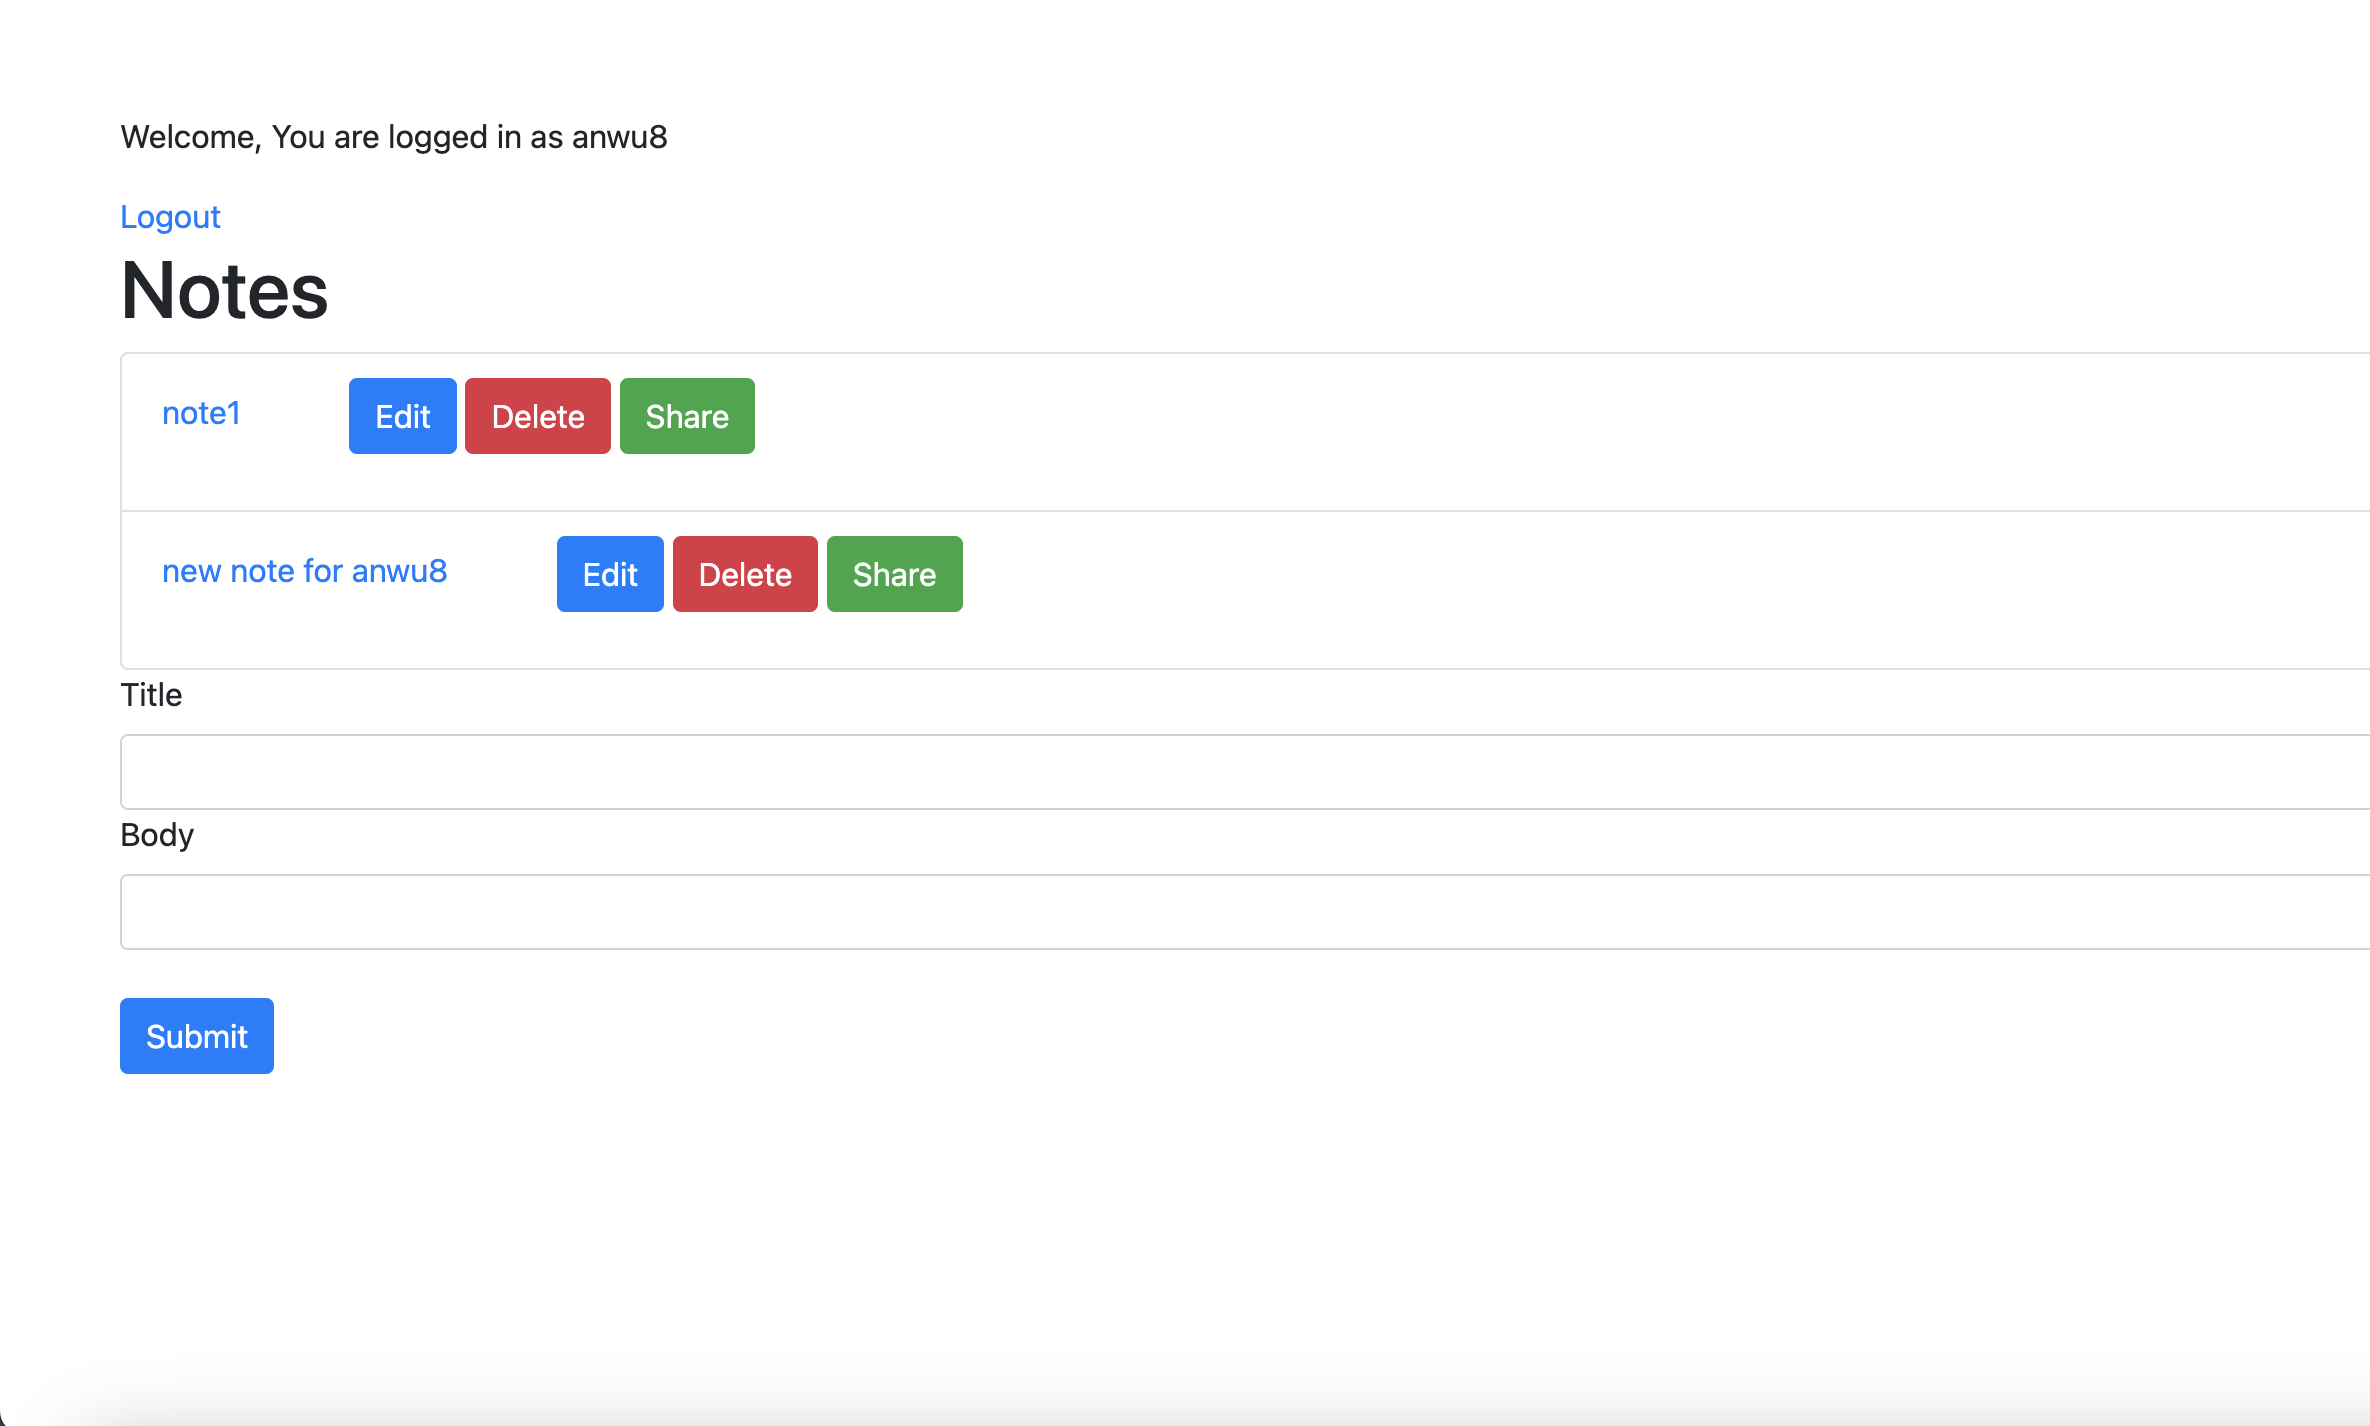 Welcome, You are logged in as anwu8
Logout
Notes
note1 Edit Delete Share
new note for anwu8 Edit Delete Share
Title
Body
Submit